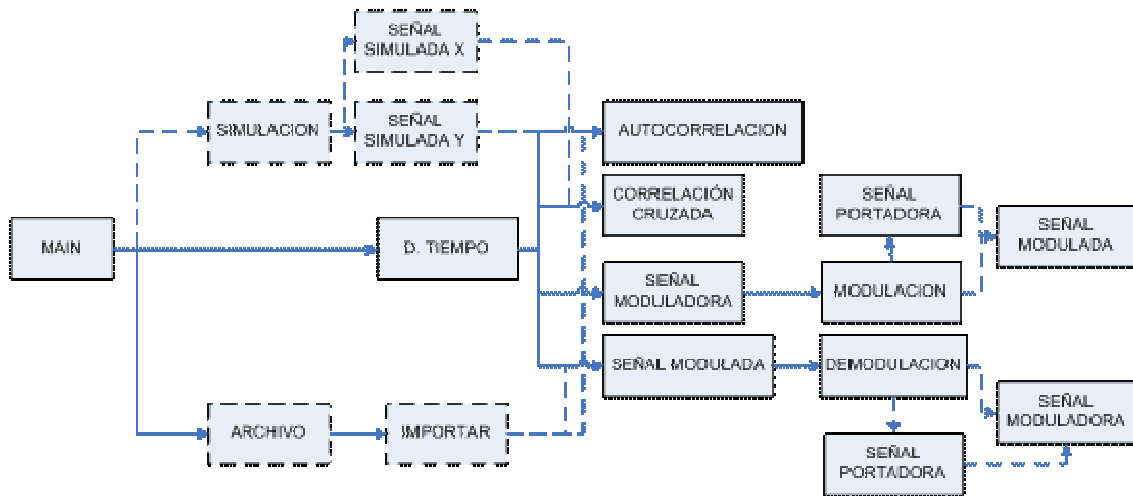 SEÑAL
SIMULADA X
SIMULACION
SEÑAL
SIMULADA Y
AUTOCORRELACION
CORRELACIÓN
CRUZADA
SEÑAL
PORTADORA
SEÑAL
MODULADA
MAIN
D. TIEMPO
SEÑAL
MODULADORA
MODULACION
SEÑAL MODULADA
DEMODULACION
SEÑAL
MODULADORA
ARCHIVO
IMPORTAR
SEÑAL
PORTADORA